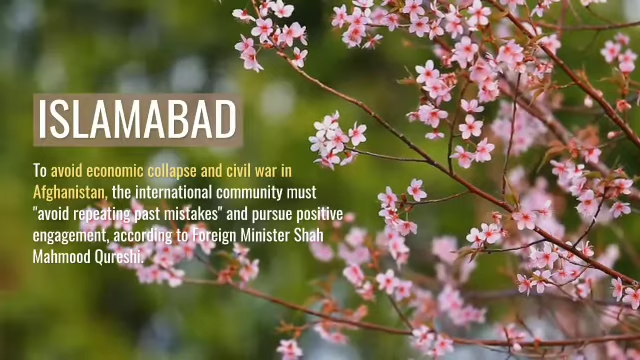 ISLAMABAD
To avoid economic collapse and civil war in
Afghanistan, the international community must
"avoid repeating past mistakes" and pursue positive
engagement, according to Foreign Minister Shah
Mahmood Qureshi.